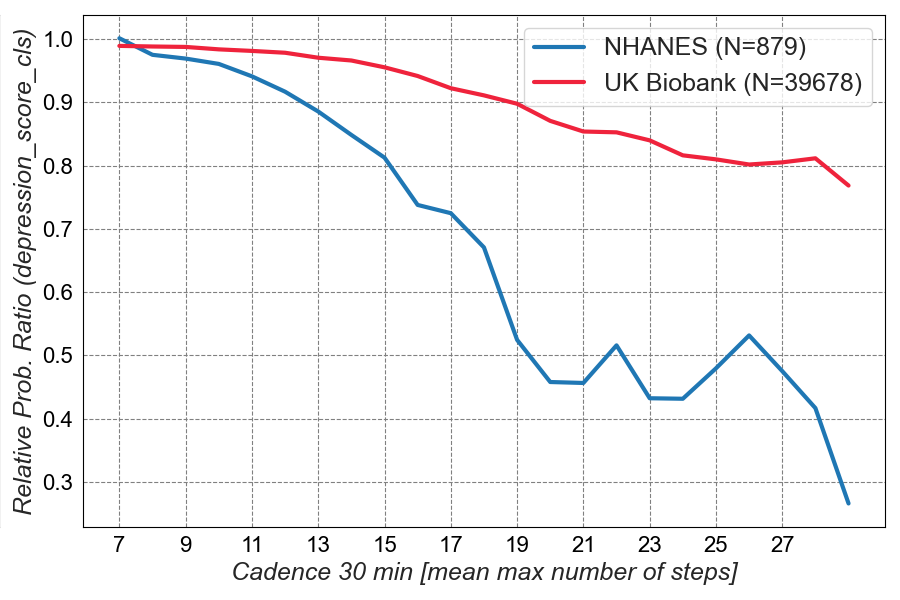 NHANES (N=879)
UK Biobank (N=39678)
Relative Prob. Ratio (depression_score_cls)
1.0
0.9
0.8
0.7
0.6
0.5
0.4
0.3
7 9 11 13 15 17 19 21 23 25 27
Cadence 30 min [mean max number of steps]